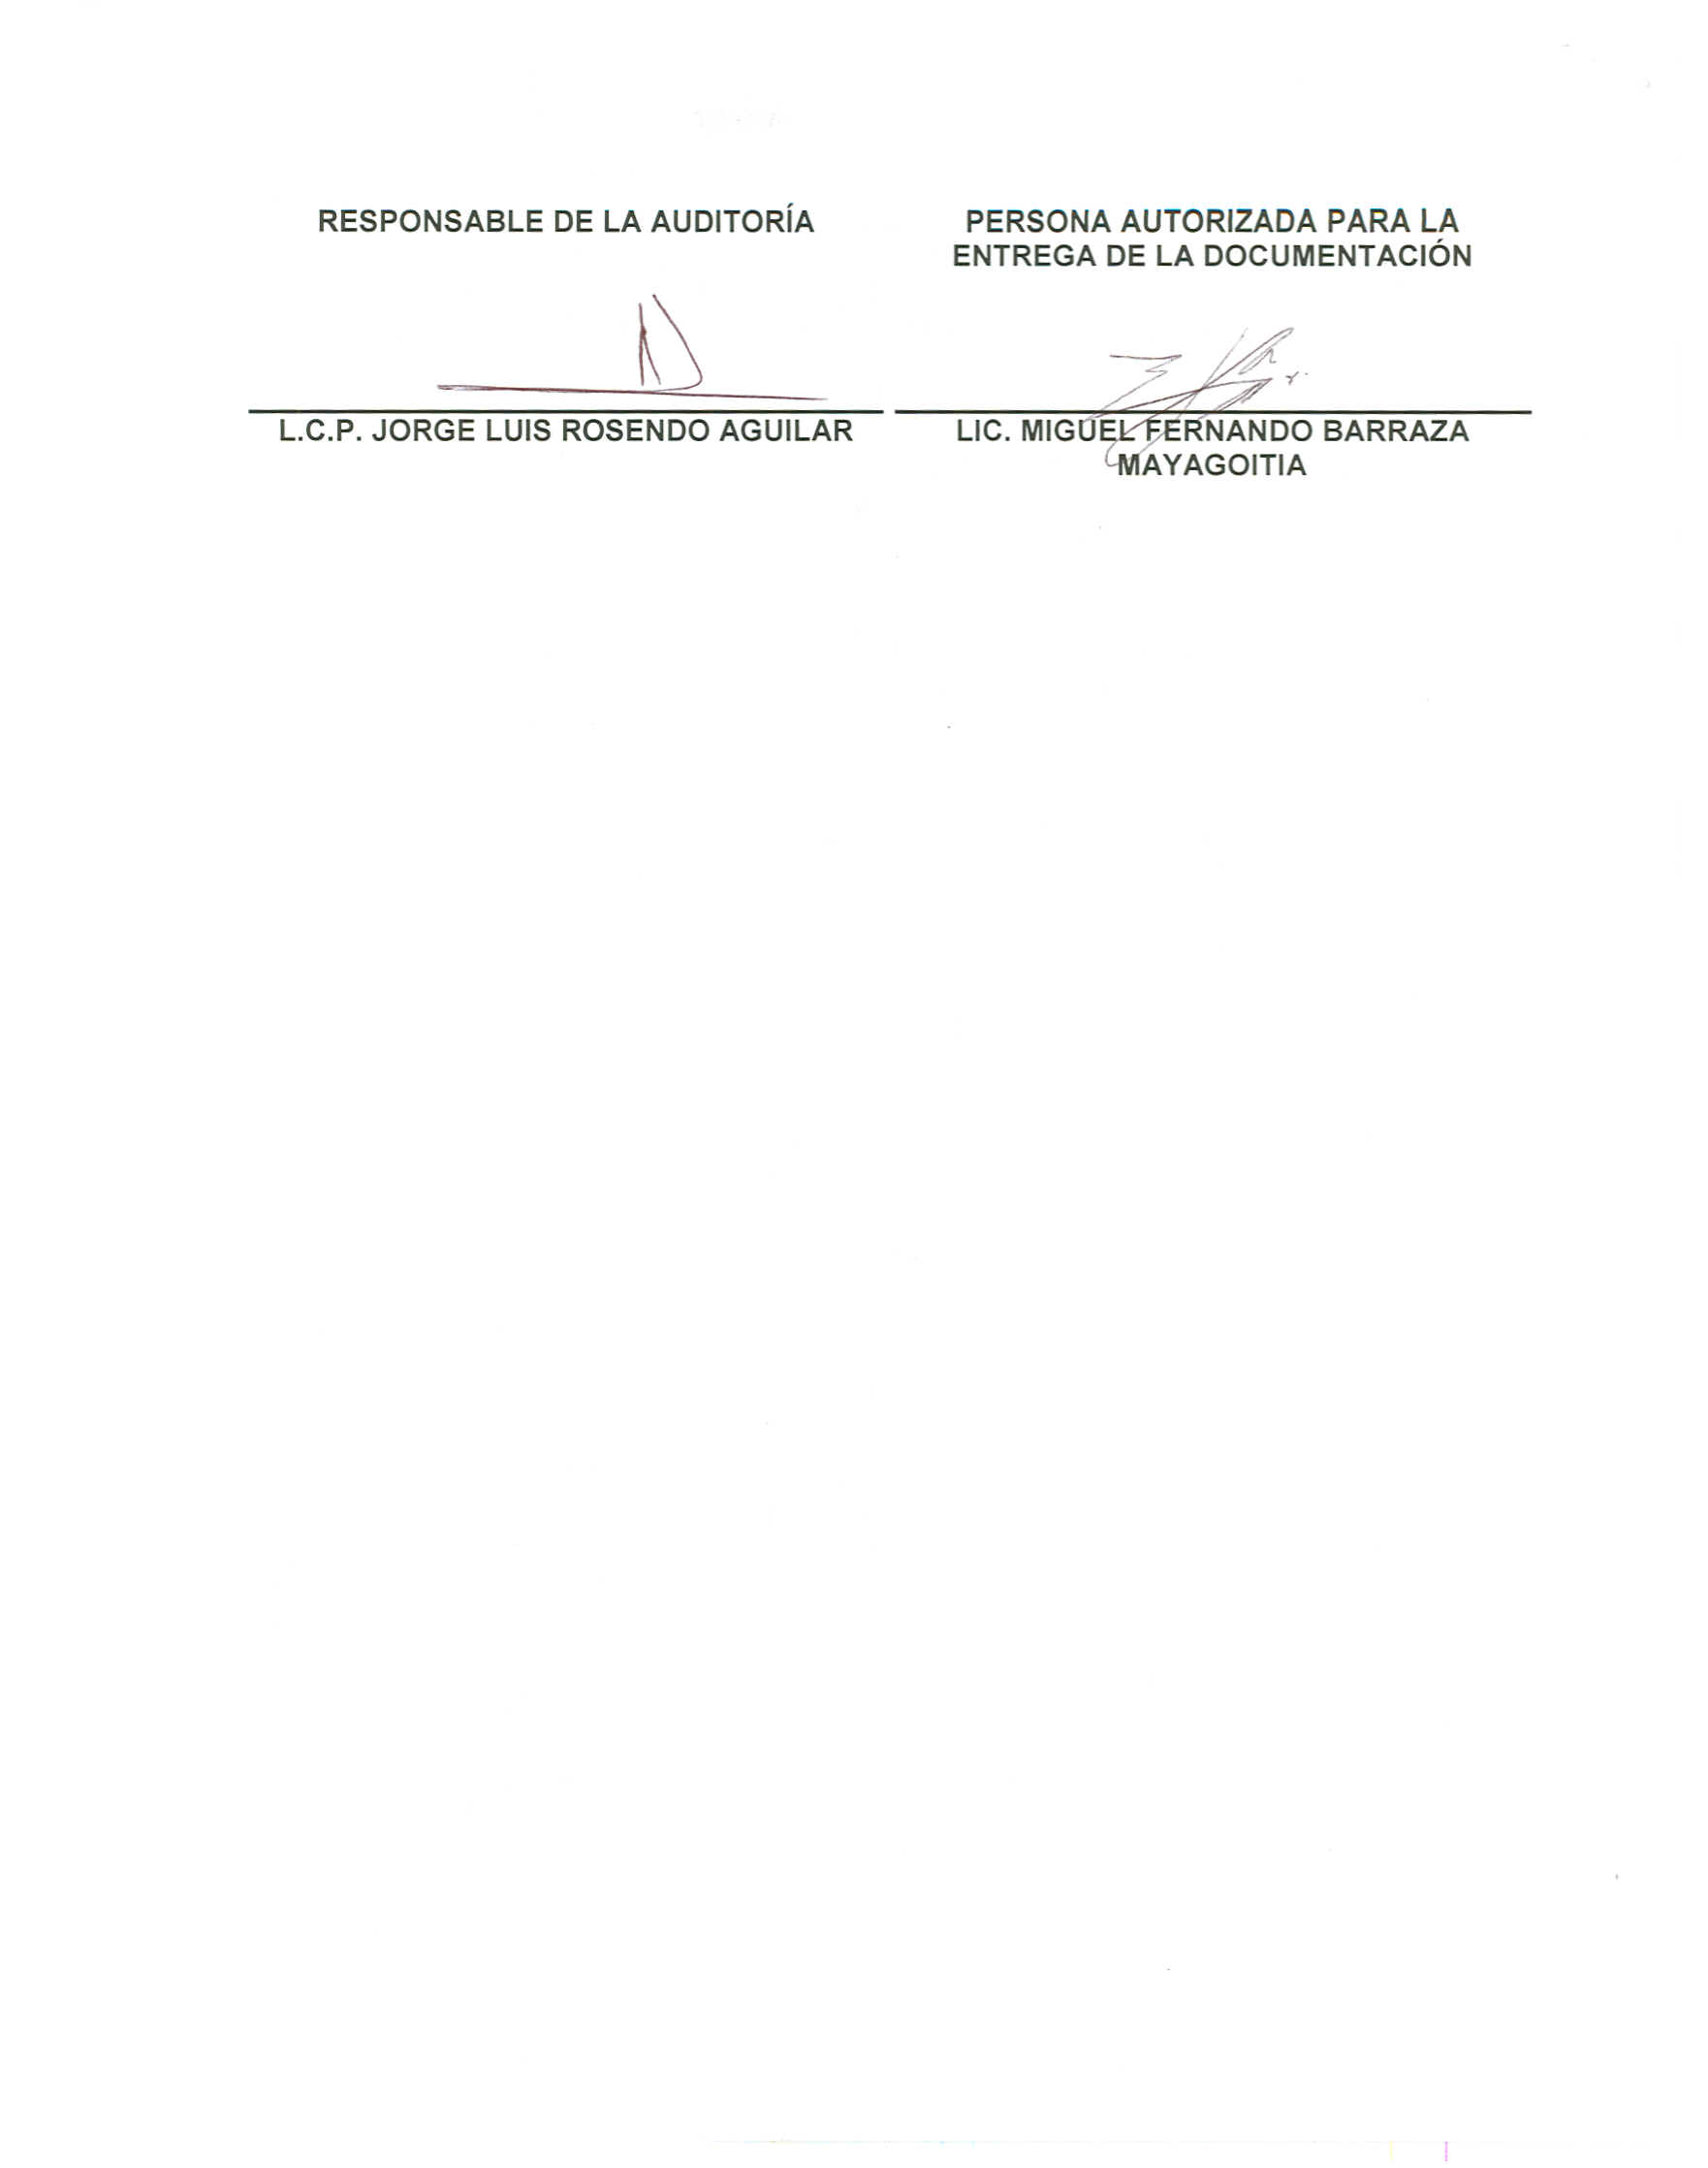 RESPONSABLE DE LA AUDITORÍA
L.C.P. JORGE LUIS ROSENDO AGUILAR
PERSONA AUTORIZADA PARA LA
ENTREGA DE LA DOCUMENTACIÓN
LIC. MIGUEL FERNANDO BARRAZA
MAYAGOITIA